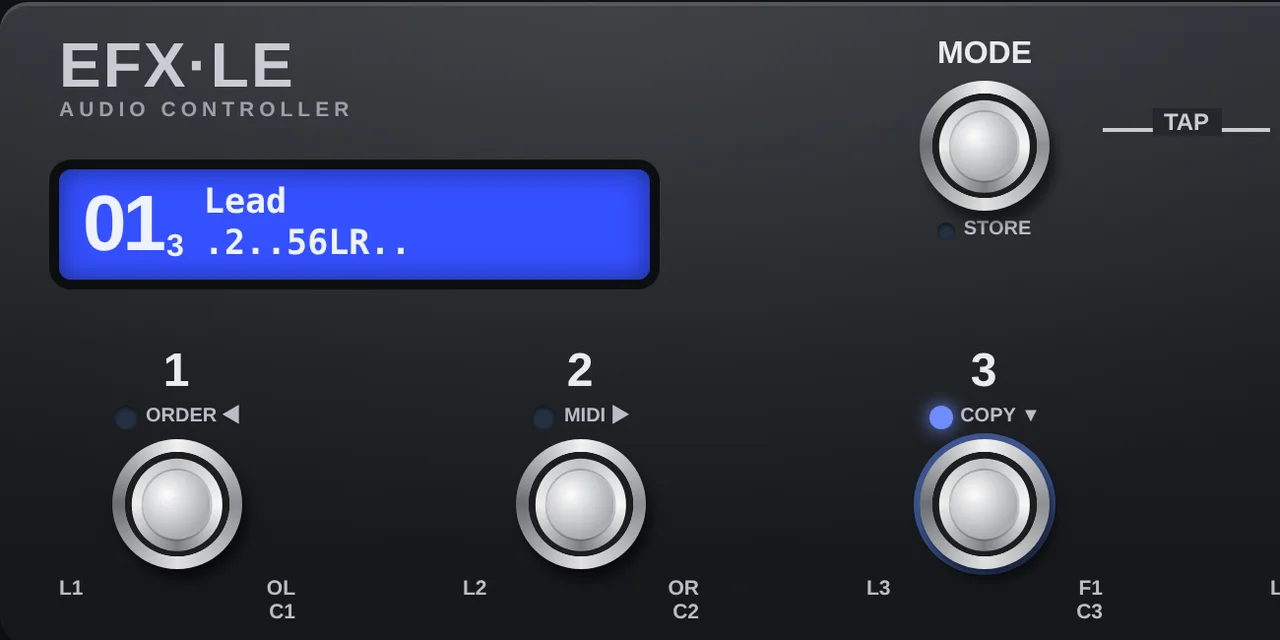 EFX·LE
AUDIO CONTROLLER
MODE
TAP
STORE
01 3
Lead
.2..56LR..
1
2
3
ORDER ◀
MIDI ▶
COPY ▼
L1
OL
C1
L2
OR
C2
L3
F1
C3
L